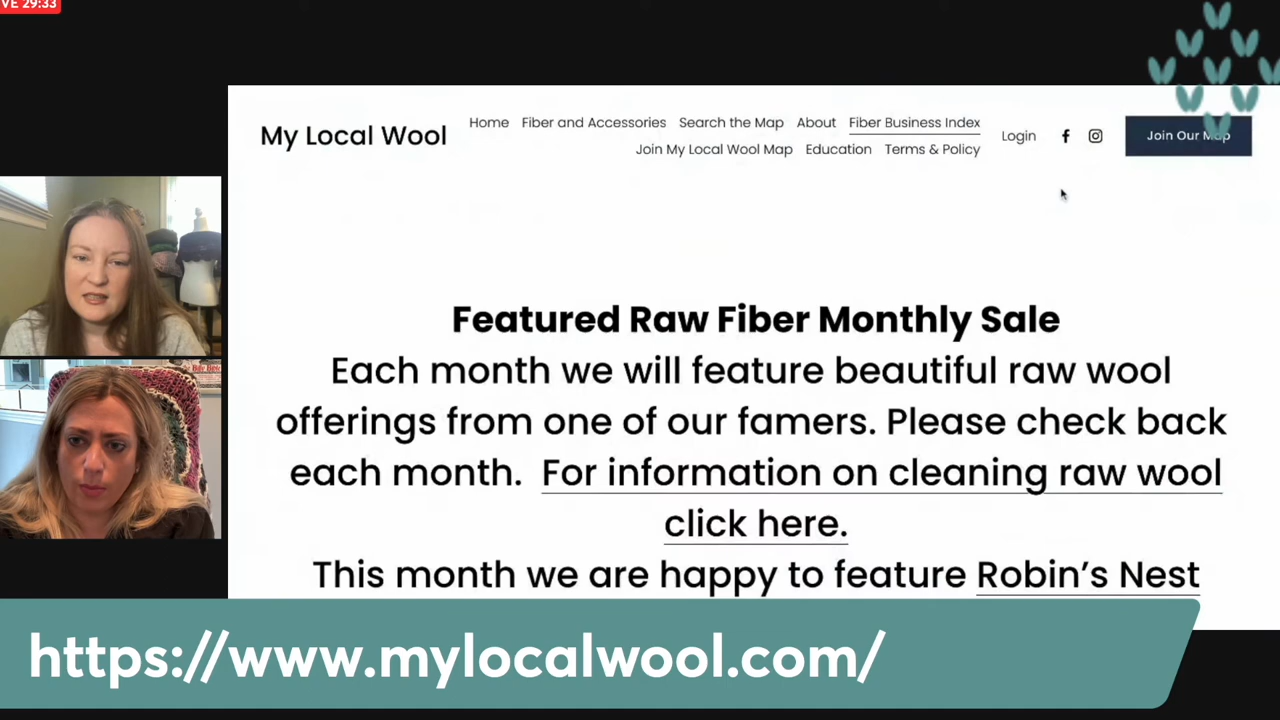 VE 29:33
My Local Wool
Home Fiber and Accessories Search the Map About Fiber Business Index
Join My Local Wool Map Education Terms & Policy
Login
Join Our Map
Featured Raw Fiber Monthly Sale
Each month we will feature beautiful raw wool
offerings from one of our famers. Please check back
each month. For information on cleaning raw wool
click here.
This month we are happy to feature Robin's Nest
https://www.mylocalwool.com/